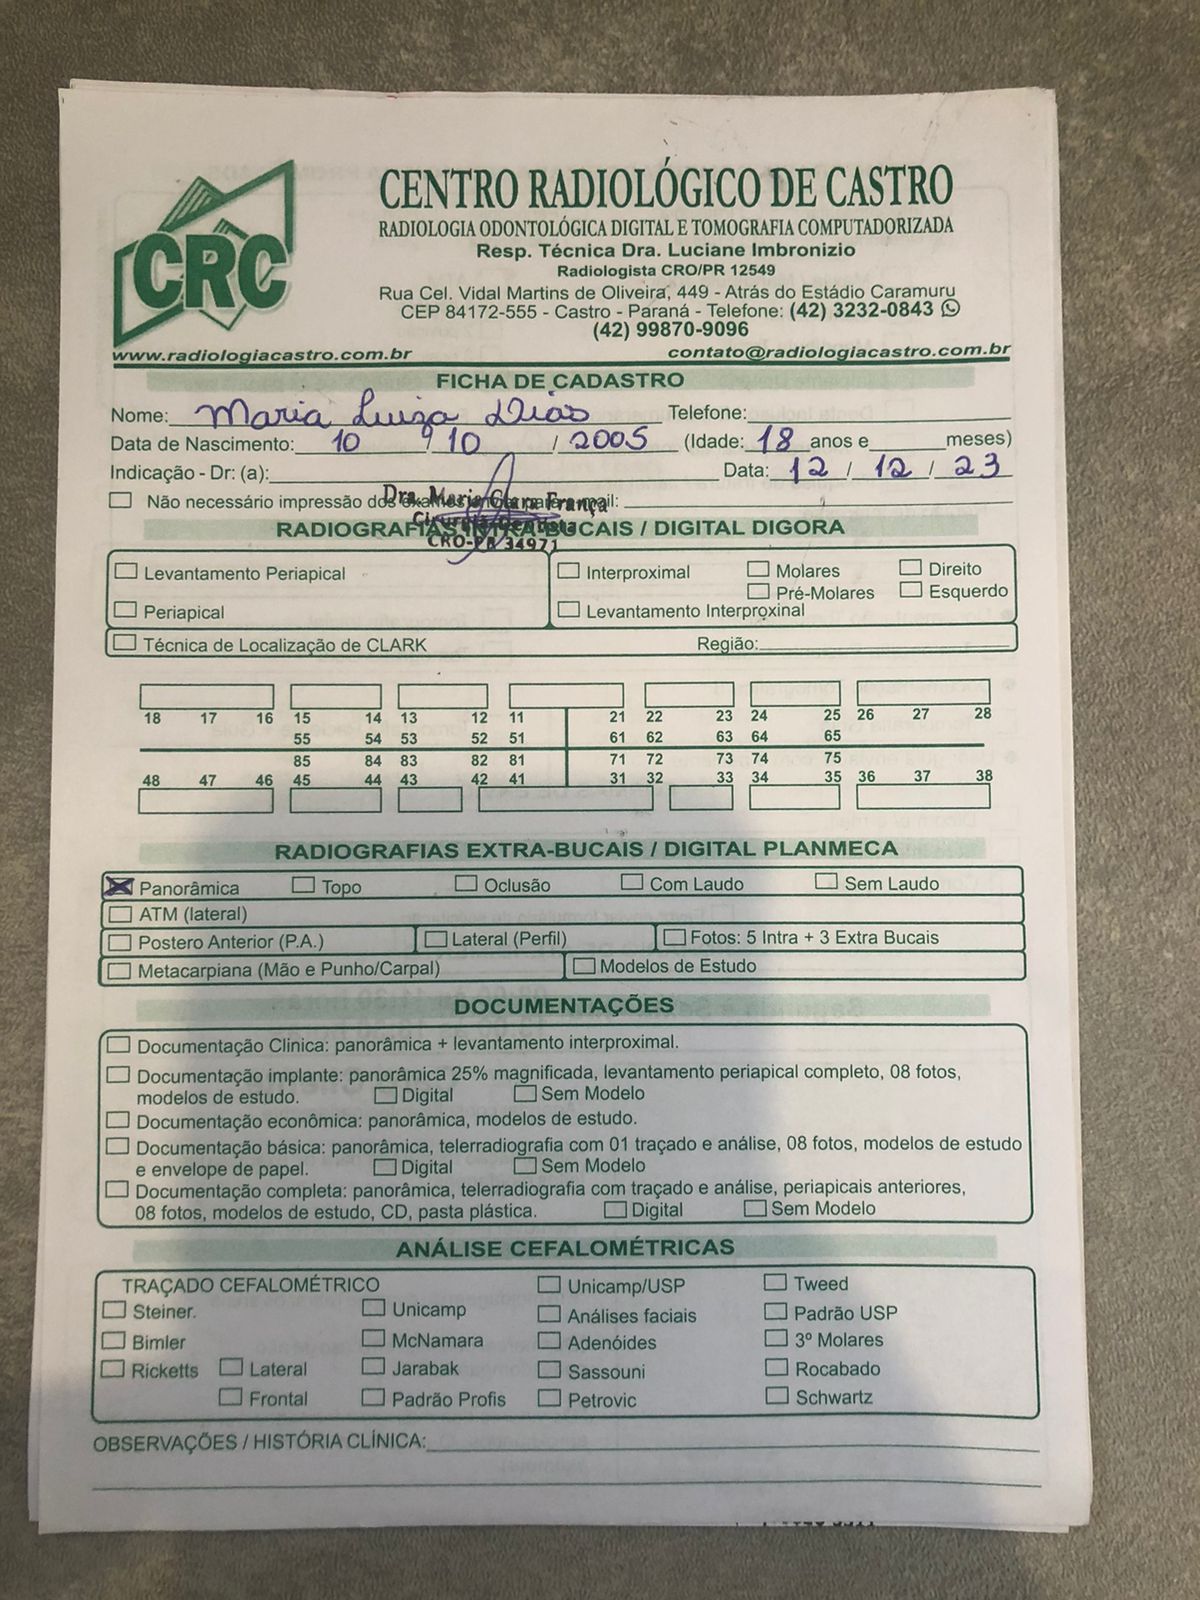 CRC
CENTRO RADIOLÓGICO DE CASTRO
RADIOLOGIA ODONTOLÓGICA DIGITAL E TOMOGRAFIA COMPUTADORIZADA
Resp. Técnica Dra. Luciane Imbronizio
Radiologista CRO/PR 12549
Rua Cel. Vidal Martins de Oliveira, 449 - Atrás do Estádio Caramuru
CEP 84172-555 - Castro - Paraná - Telefone: (42) 3232-0843
(42) 99870-9096
www.radiologiacastro.com.br contato@radiologiacastro.com.br
FICHA DE CADASTRO
Nome: Maria Luiza Dias Telefone:
Data de Nascimento: 10 / 10 / 2005 (Idade: 18 anos e meses)
Indicação - Dr: (a): Data: 12 / 12 / 23
Não necessário impressão dos mail:
Dra. Maria Clara França
Cirurgiã-Dentista
CRO-PR 34971
RADIOGRAFIAS INTRA-BUCAIS / DIGITAL DIGORA
Levantamento Periapical Interproximal Molares Direito
Pré-Molares Esquerdo
Periapical Levantamento Interproxinal
Técnica de Localização de CLARK Região:
18 17 16 15 14 13 12 11 21 22 23 24 25 26 27 28
55 54 53 52 51 61 62 63 64 65
85 84 83 82 81 71 72 73 74 75
48 47 46 45 44 43 42 41 31 32 33 34 35 36 37 38
RADIOGRAFIAS EXTRA-BUCAIS / DIGITAL PLANMECA
Panorâmica Topo Oclusão Com Laudo Sem Laudo
ATM (lateral)
Postero Anterior (P.A.) Lateral (Perfil) Fotos: 5 Intra + 3 Extra Bucais
Metacarpiana (Mão e Punho/Carpal) Modelos de Estudo
DOCUMENTAÇÕES
Documentação Clinica: panorâmica + levantamento interproximal.
Documentação implante: panorâmica 25% magnificada, levantamento periapical completo, 08 fotos,
modelos de estudo. Digital Sem Modelo
Documentação econômica: panorâmica, modelos de estudo.
Documentação básica: panorâmica, telerradiografia com 01 traçado e análise, 08 fotos, modelos de estudo
e envelope de papel. Digital Sem Modelo
Documentação completa: panorâmica, telerradiografia com traçado e análise, periapicais anteriores,
08 fotos, modelos de estudo, CD, pasta plástica. Digital Sem Modelo
ANÁLISE CEFALOMÉTRICAS
TRAÇADO CEFALOMÉTRICO Unicamp/USP Tweed
Steiner. Unicamp Análises faciais Padrão USP
Bimler McNamara Adenóides 3º Molares
Ricketts Lateral Jarabak Sassouni Rocabado
Frontal Padrão Profis Petrovic Schwartz
OBSERVAÇÕES / HISTÓRIA CLÍNICA: